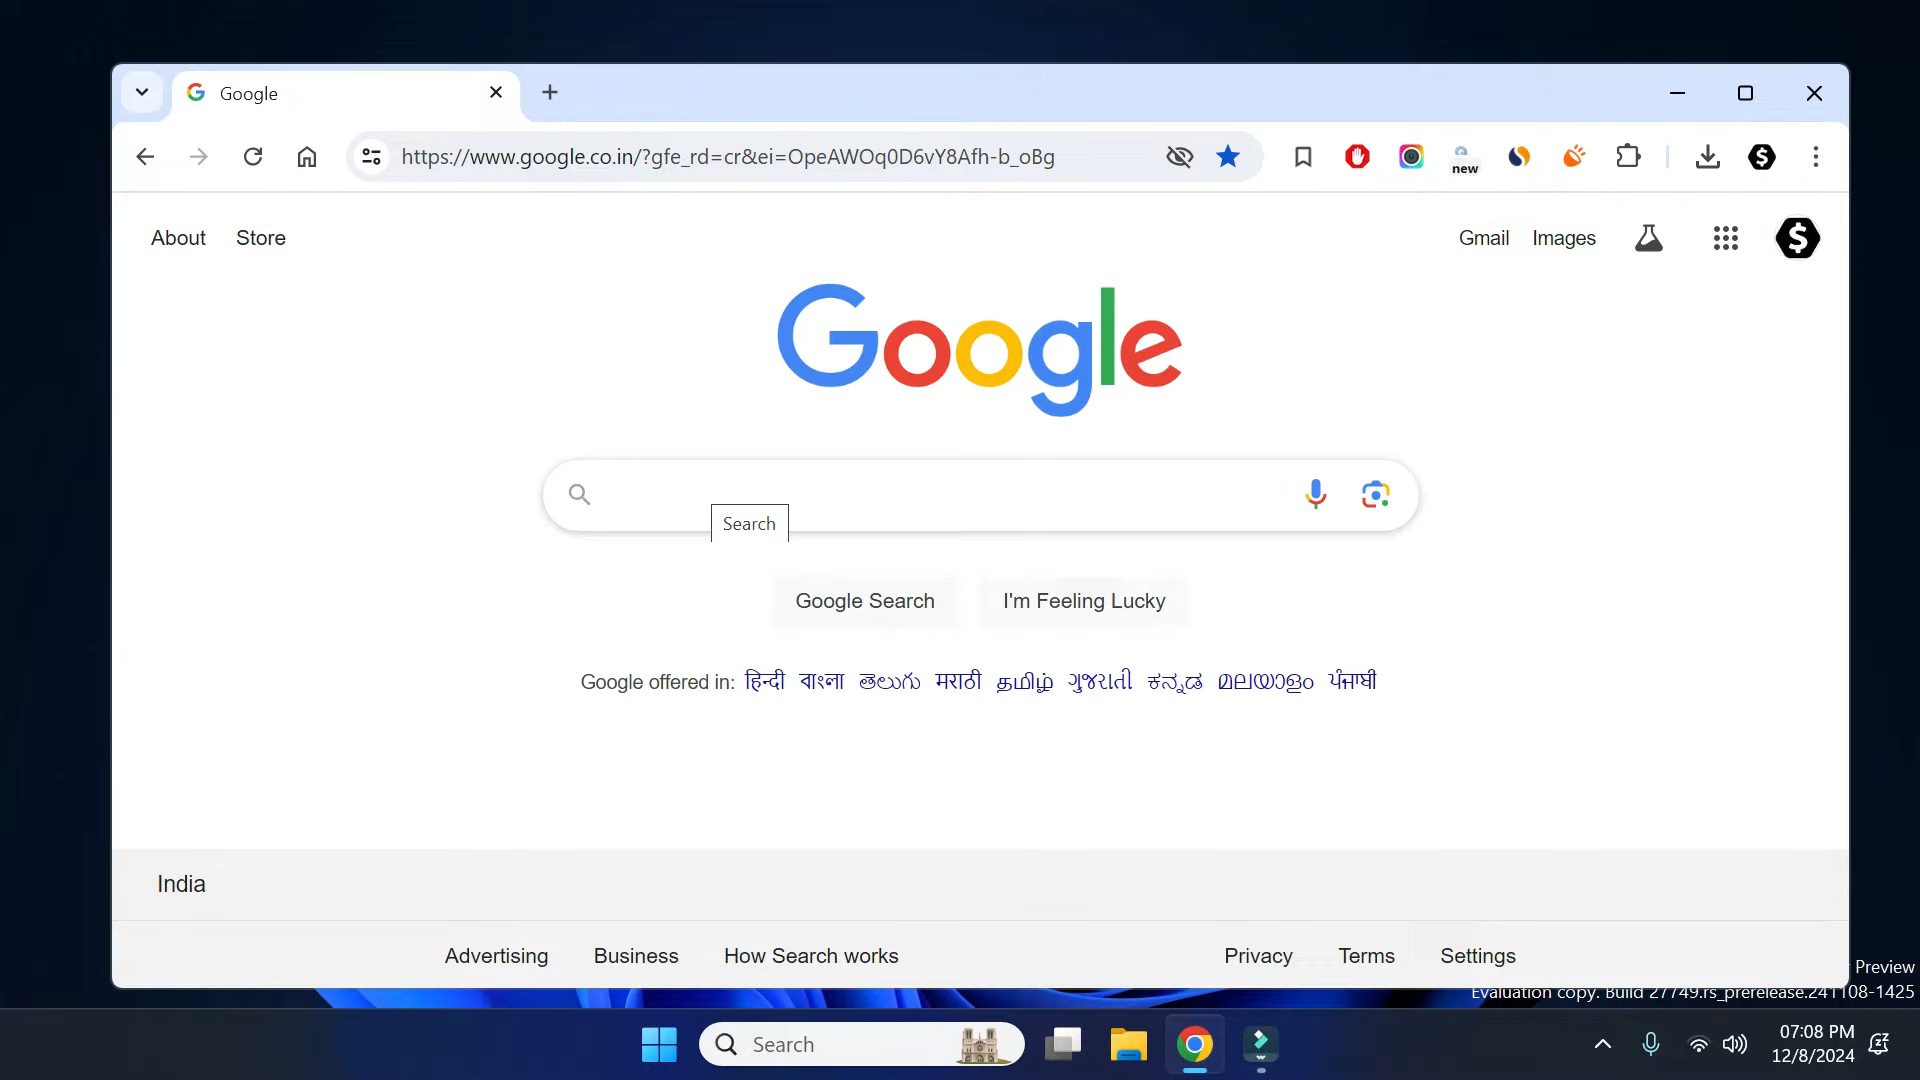 Google
https://www.google.co.in/?gfe_rd=cr&ei=OpeAWOq0D6vY8Afh-b_oBg
new
About Store
Gmail Images
Google
Search
Google Search I'm Feeling Lucky
Google offered in: हिन्दी বাংলা తెలుగు मराठी தமிழ் ગુજરાતી ಕನ್ನಡ മലയാളം ਪੰਜਾਬੀ
India
Advertising Business How Search works
Privacy Terms Settings
Preview
Evaluation copy. Build 27749.rs_prerelease.241108-1425
Search
07:08 PM
12/8/2024